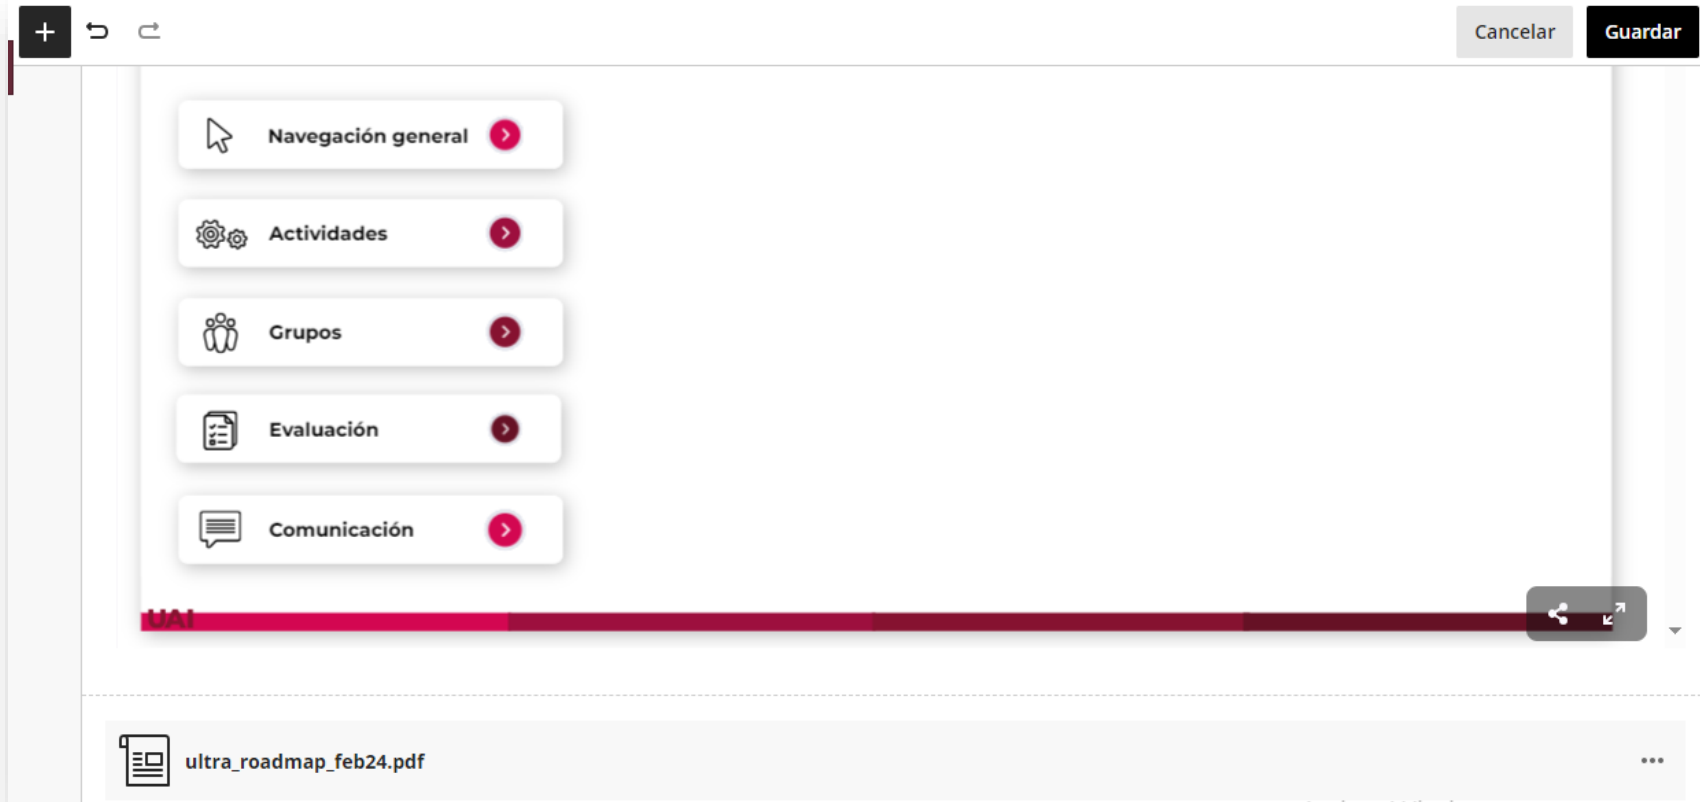 Cancelar
Guardar
Navegación general
Actividades
Grupos
Evaluación
Comunicación
UAI
ultra_roadmap_feb24.pdf